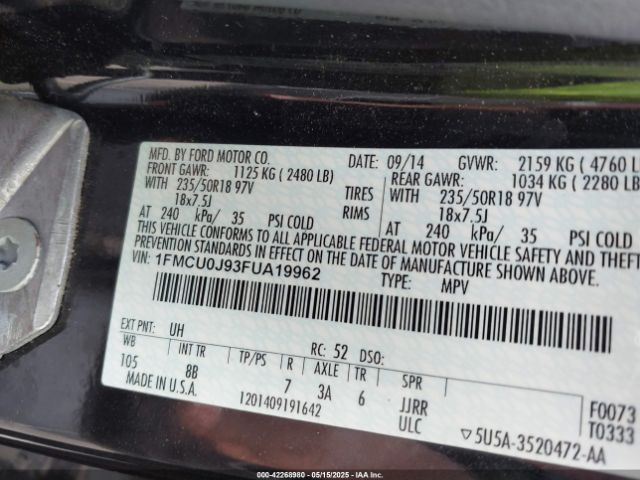 MFD. BY FORD MOTOR CO.
DATE: 09/14 GVWR: 2159 KG ( 4760 LB)
FRONT GAWR: 1125 KG ( 2480 LB) REAR GAWR: 1034 KG ( 2280 LB)
WITH 235/50R18 97V TIRES WITH 235/50R18 97V
18x7.5J RIMS 18x7.5J
AT 240 kPa/ 35 PSI COLD AT 240 kPa/ 35 PSI
THIS VEHICLE CONFORMS TO ALL APPLICABLE FEDERAL MOTOR VEHICLE SAFETY AND
PREVENTION STANDARDS IN EFFECT ON THE DATE OF MANUFACTURE SHOWN ABOVE.
VIN: 1FMCU0J93FUA19962 TYPE: MPV
EXT PNT: UH RC: 52 DSO:
WB INT TR TP/PS R AXLE TR SPR
105 8B 7 3A 6 JJRR
MADE IN U.S.A. 1201409191642 ULC
F0073
T0333
▽5U5A-3520472-AA
000-42268980 - 05/15/2025 - IAA Inc.